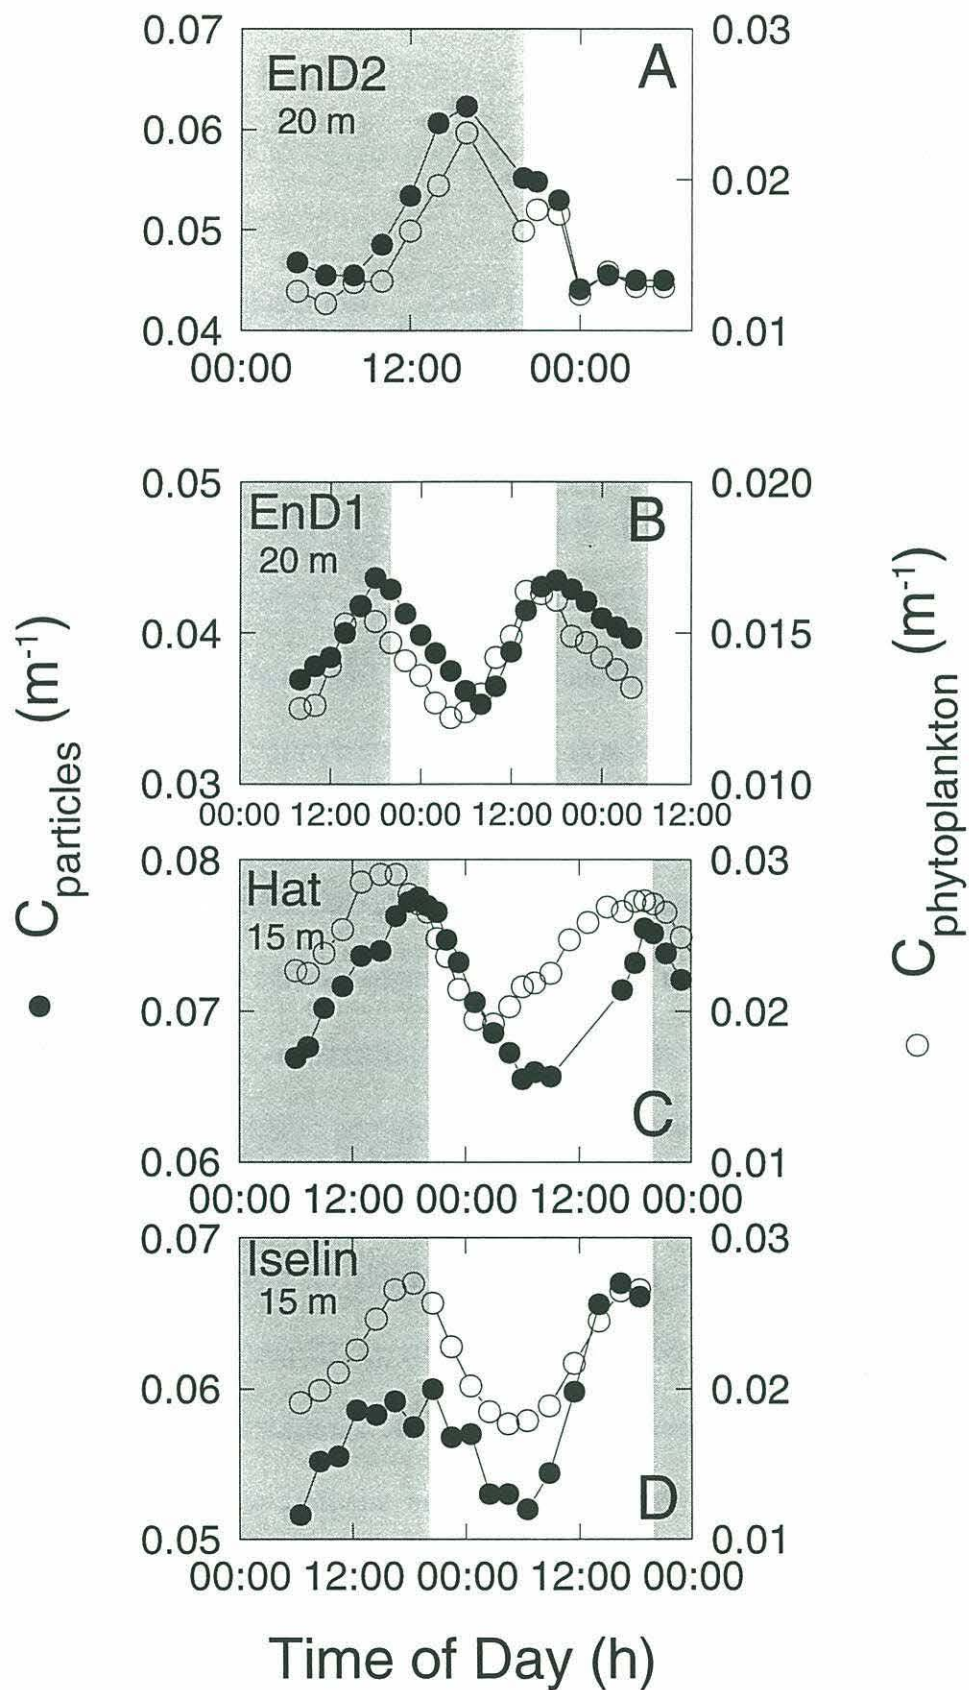 0.07 0.03
EnD2 A
20 m
0.06
0.02
0.05
0.04 0.01
00:00 12:00 00:00
0.05 0.020
EnD1 B
20 m
0.04 0.015
0.03 0.010
00:00 12:00 00:00 12:00 00:00 12:00
0.08 0.03
Hat
15 m
0.07 0.02
C
0.06 0.01
00:00 12:00 00:00 12:00 00:00
0.07 0.03
Iselin
15 m
0.06 0.02
D
0.05 0.01
00:00 12:00 00:00 12:00 00:00
Time of Day (h)
● Cparticles (m-1)
○ Cphytoplankton (m-1)